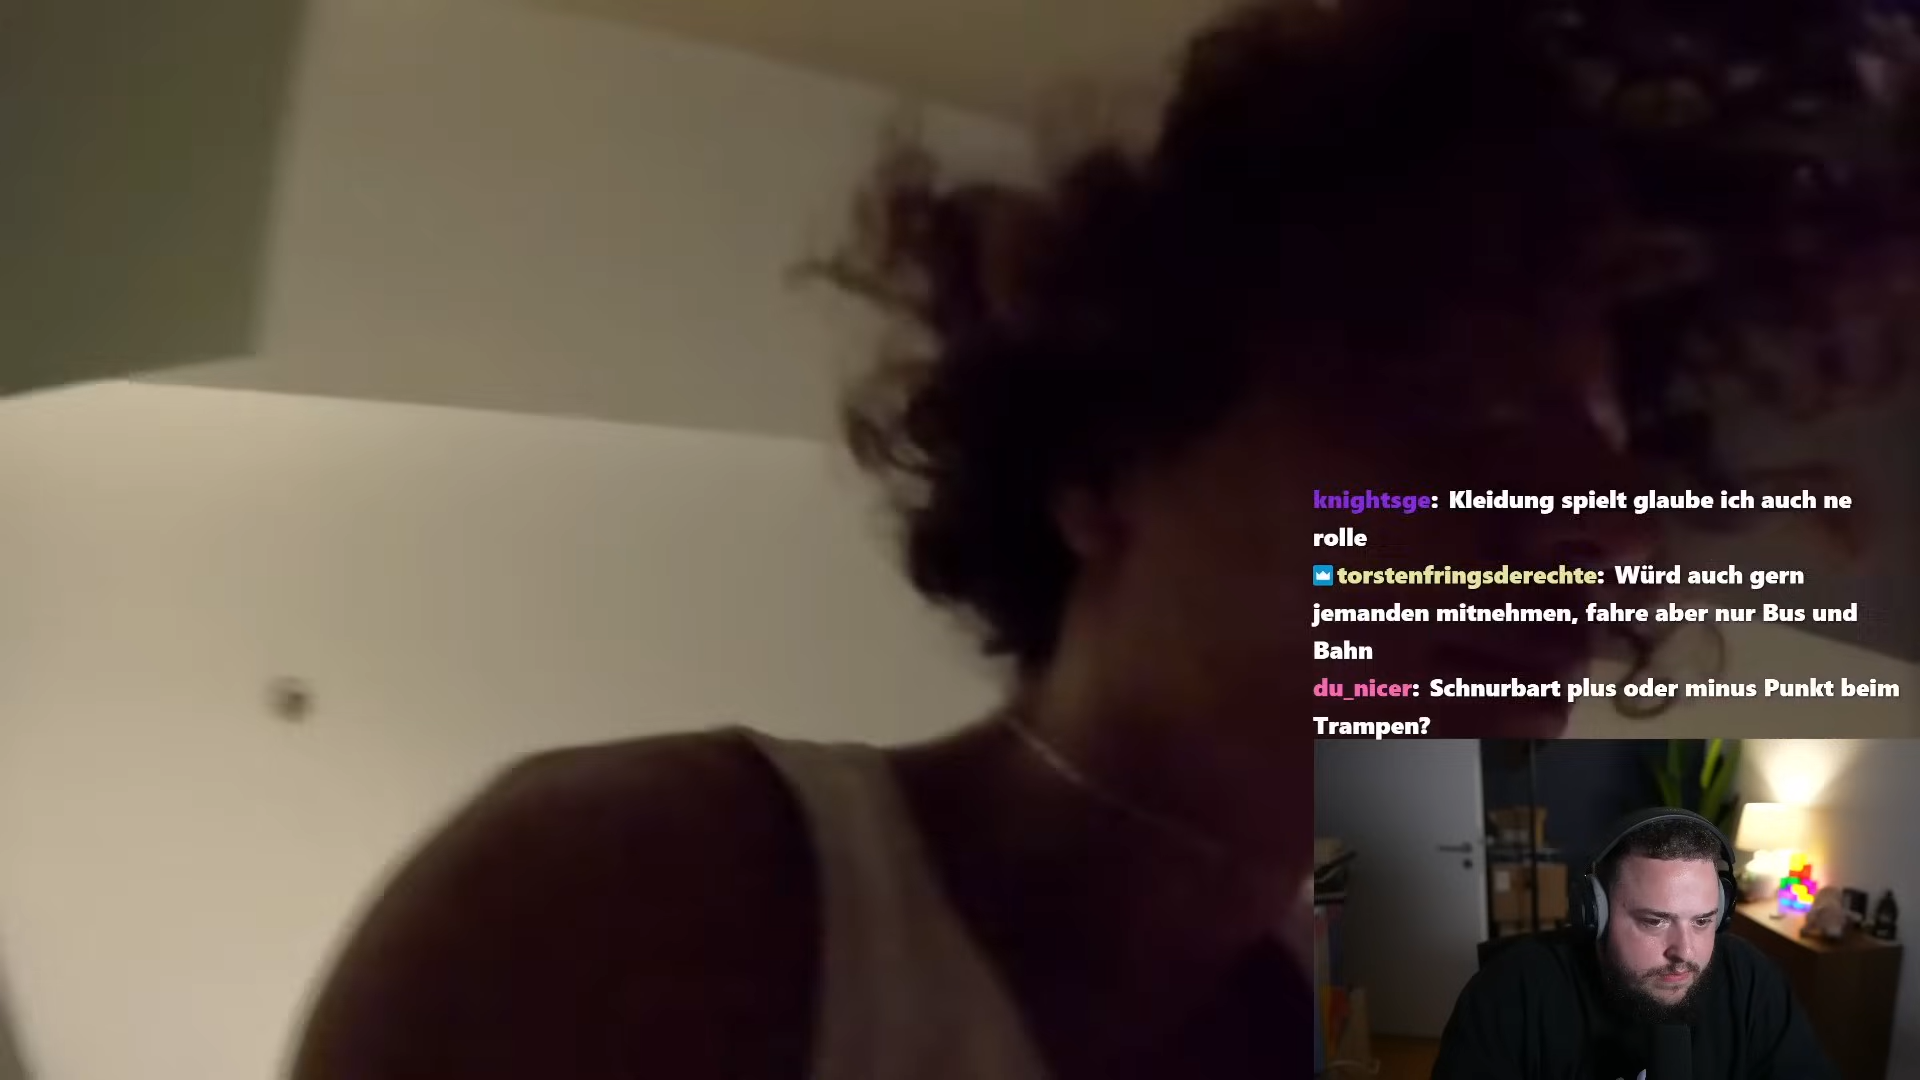 knightsge: Kleidung spielt glaube ich auch ne
rolle
torstenfringsderechte: Würd auch gern
jemanden mitnehmen, fahre aber nur Bus und
Bahn
du_nicer: Schnurbart plus oder minus Punkt beim
Trampen?